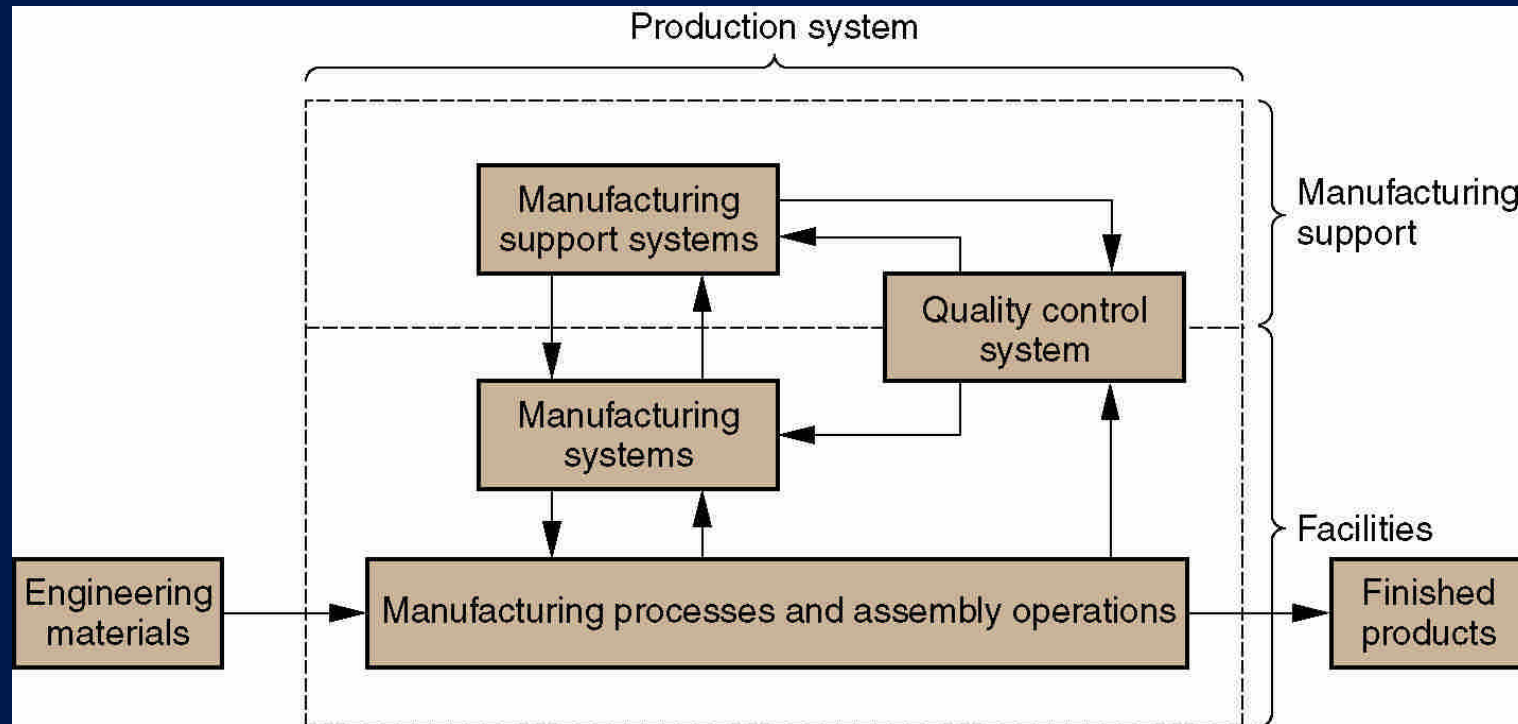 Production system
Manufacturing
support systems
Manufacturing
support
Quality control
system
Manufacturing
systems
Facilities
Engineering
materials
Manufacturing processes and assembly operations
Finished
products